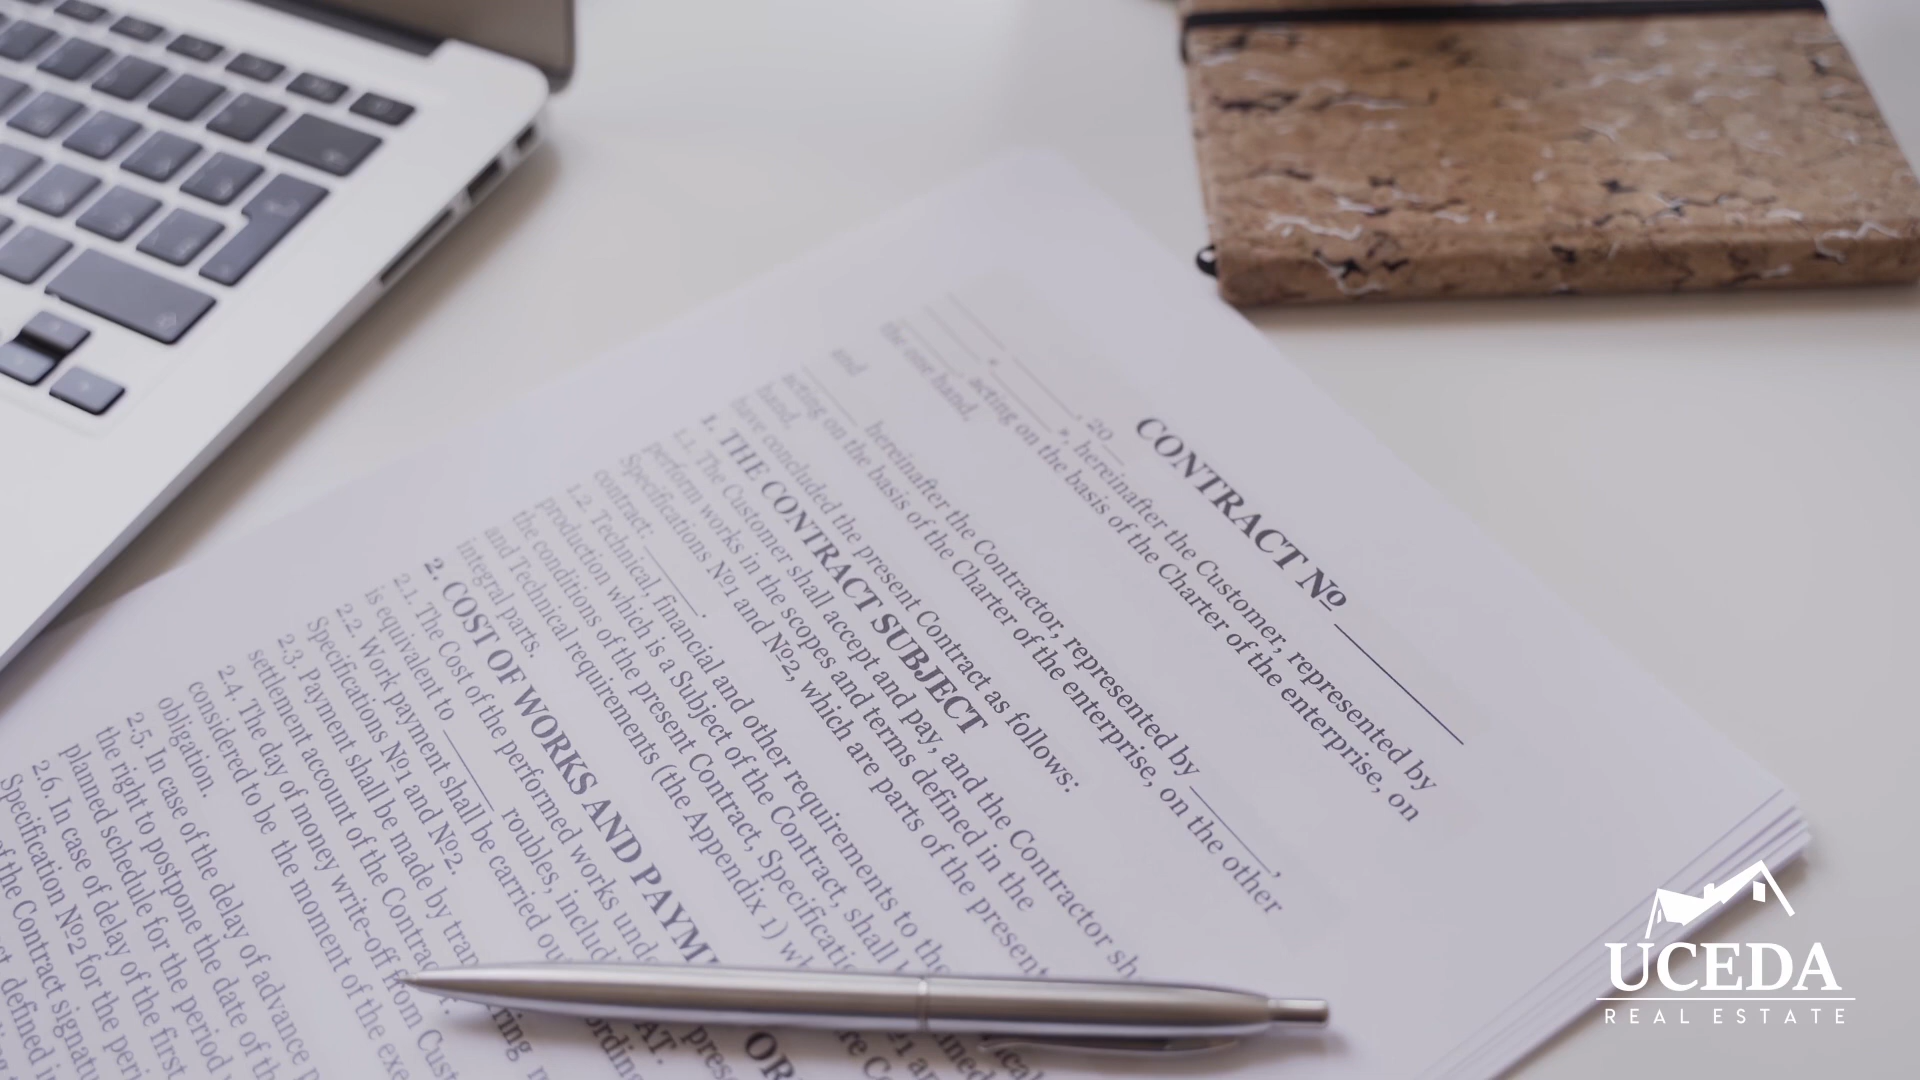 CONTRACT №
20
hereinafter the Customer, represented by
the one hand, acting on the basis of the Charter of the enterprise, on
and
hereinafter the Contractor, represented by
acting on the basis of the Charter of the enterprise, on the other
hand,
have concluded the present Contract as follows:
1. THE CONTRACT SUBJECT
1.1. The Customer shall accept and pay, and the Contractor sh
perform works in the scopes and terms defined in the
Specifications №1 and №2, which are parts of the present
contract:
1.2. Technical, financial and other requirements to the
production which is a Subject of the Contract, shall
the conditions of the present Contract, Specificatio
and Technical requirements (the Appendix 1) wh
integral parts.
2. COST OF WORKS AND PAYM
2.1. The Cost of the performed works und
is equivalent to roubles, includ
2.2. Work payment shall be carried ou
Specifications №1 and №2.
2.3. Payment shall be made by tran
settlement account of the Contrac
2.4. The day of money write-off from Cust
considered to be the moment of the exe
obligation.
2.5. In case of the delay of advance p
the right to postpone the date of the
planned schedule for the period
2.6. In case of delay of the first
Specification №2 for the peri
of the Contract signatu
defined i
UCEDA
REAL ESTATE